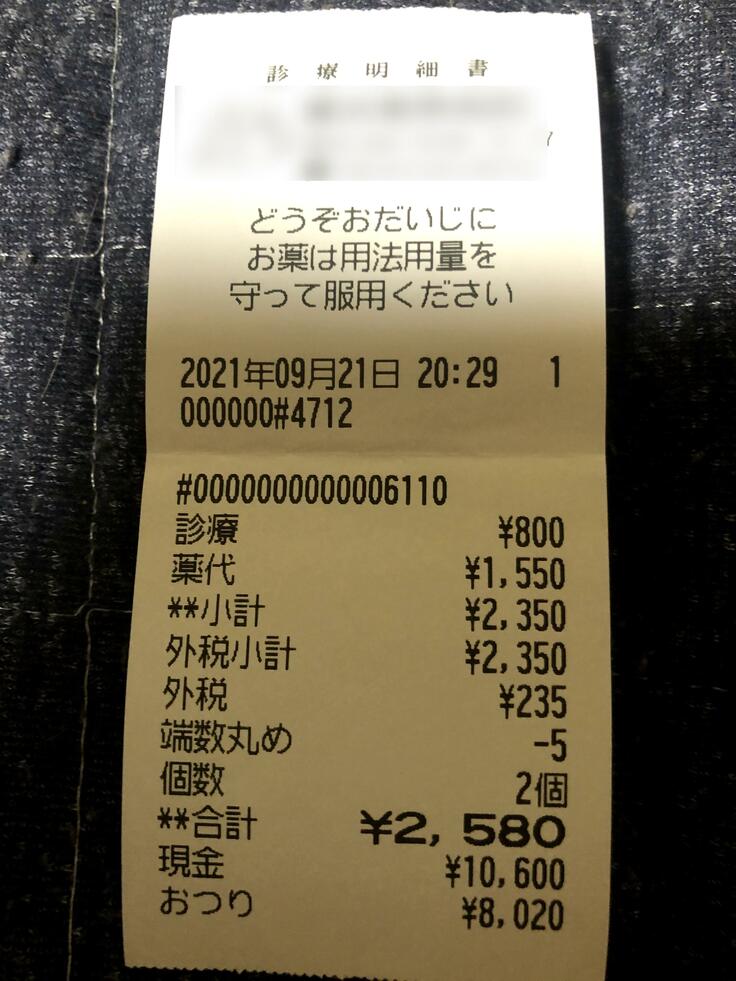 診療明細書
どうぞおだいじに
お薬は用法用量を
守って服用ください
2021年09月21日 20:29 1
000000#4712
#0000000000006110
診療 ¥800
薬代 ¥1,550
**小計 ¥2,350
外税小計 ¥2,350
外税 ¥235
端数丸め -5
個数 2個
**合計 ¥2,580
現金 ¥10,600
おつり ¥8,020